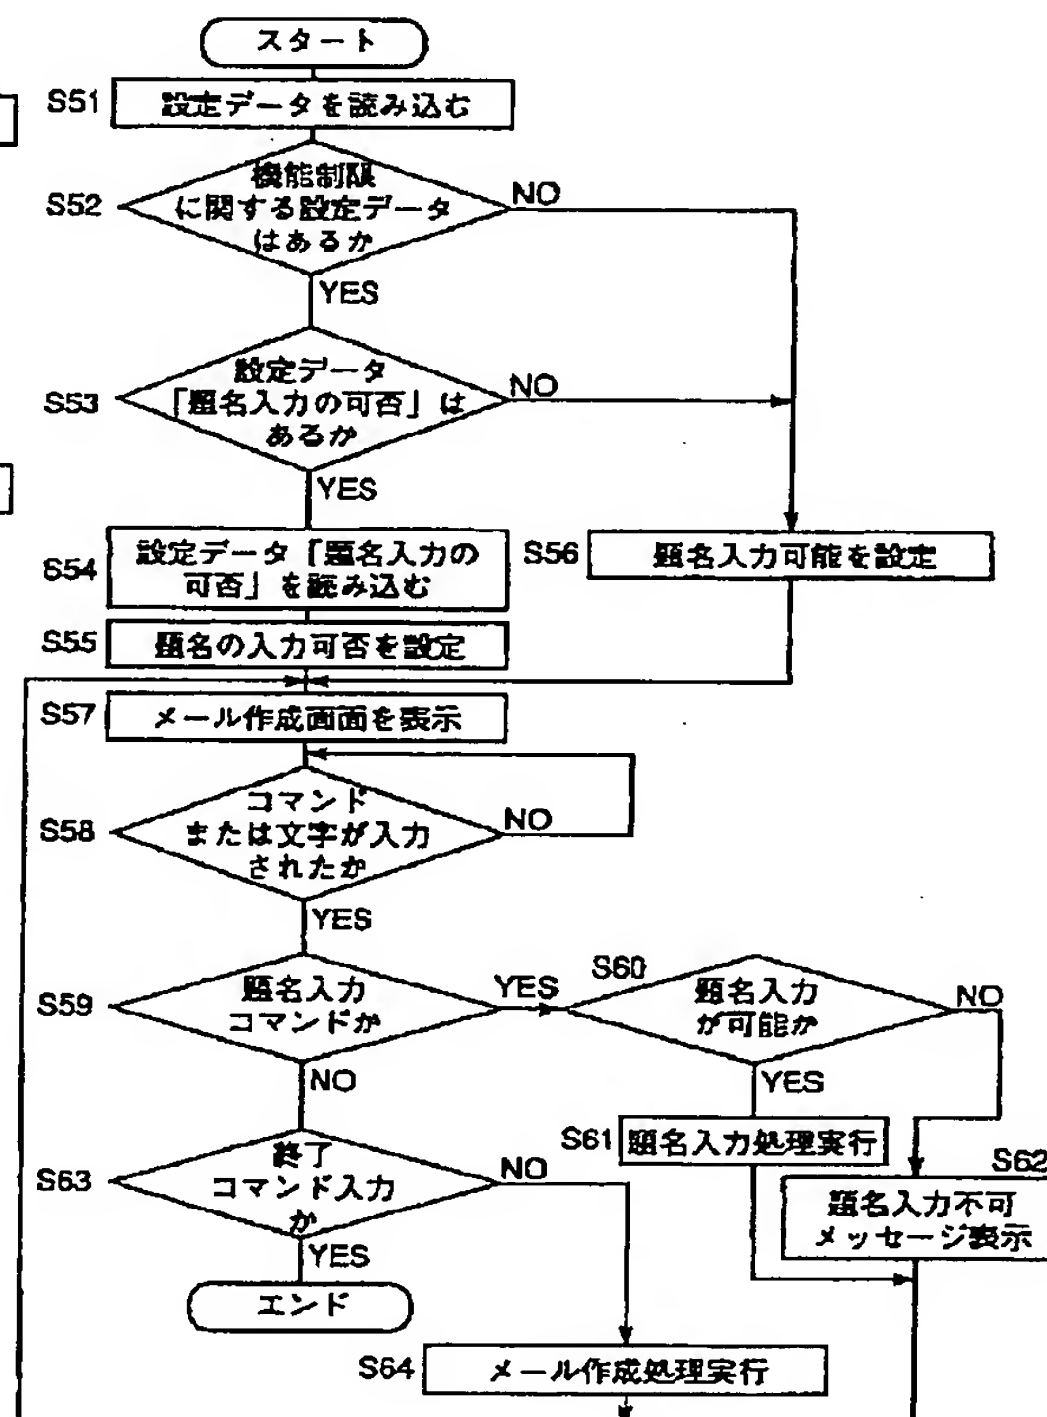 スタート
S51 設定データを読み込む
機能制限
S52 に関する設定データ NO
はあるか
YES
設定データ NO
S53 「題名入力の可否」は
あるか
YES
S54 設定データ「題名入力の
可否」を読み込む
S56 題名入力可能を設定
S55 題名の入力可否を設定
S57 メール作成画面を表示
コマンド
S58 または文字が入力 NO
されたか
YES
S59 題名入力 YES
コマンドか
S60 題名入力 NO
が可能か
NO
YES
S61 題名入力処理実行
S62
題名入力不可
メッセージ表示
終了
S63 コマンド入力 NO
か
YES
エンド
S64 メール作成処理実行